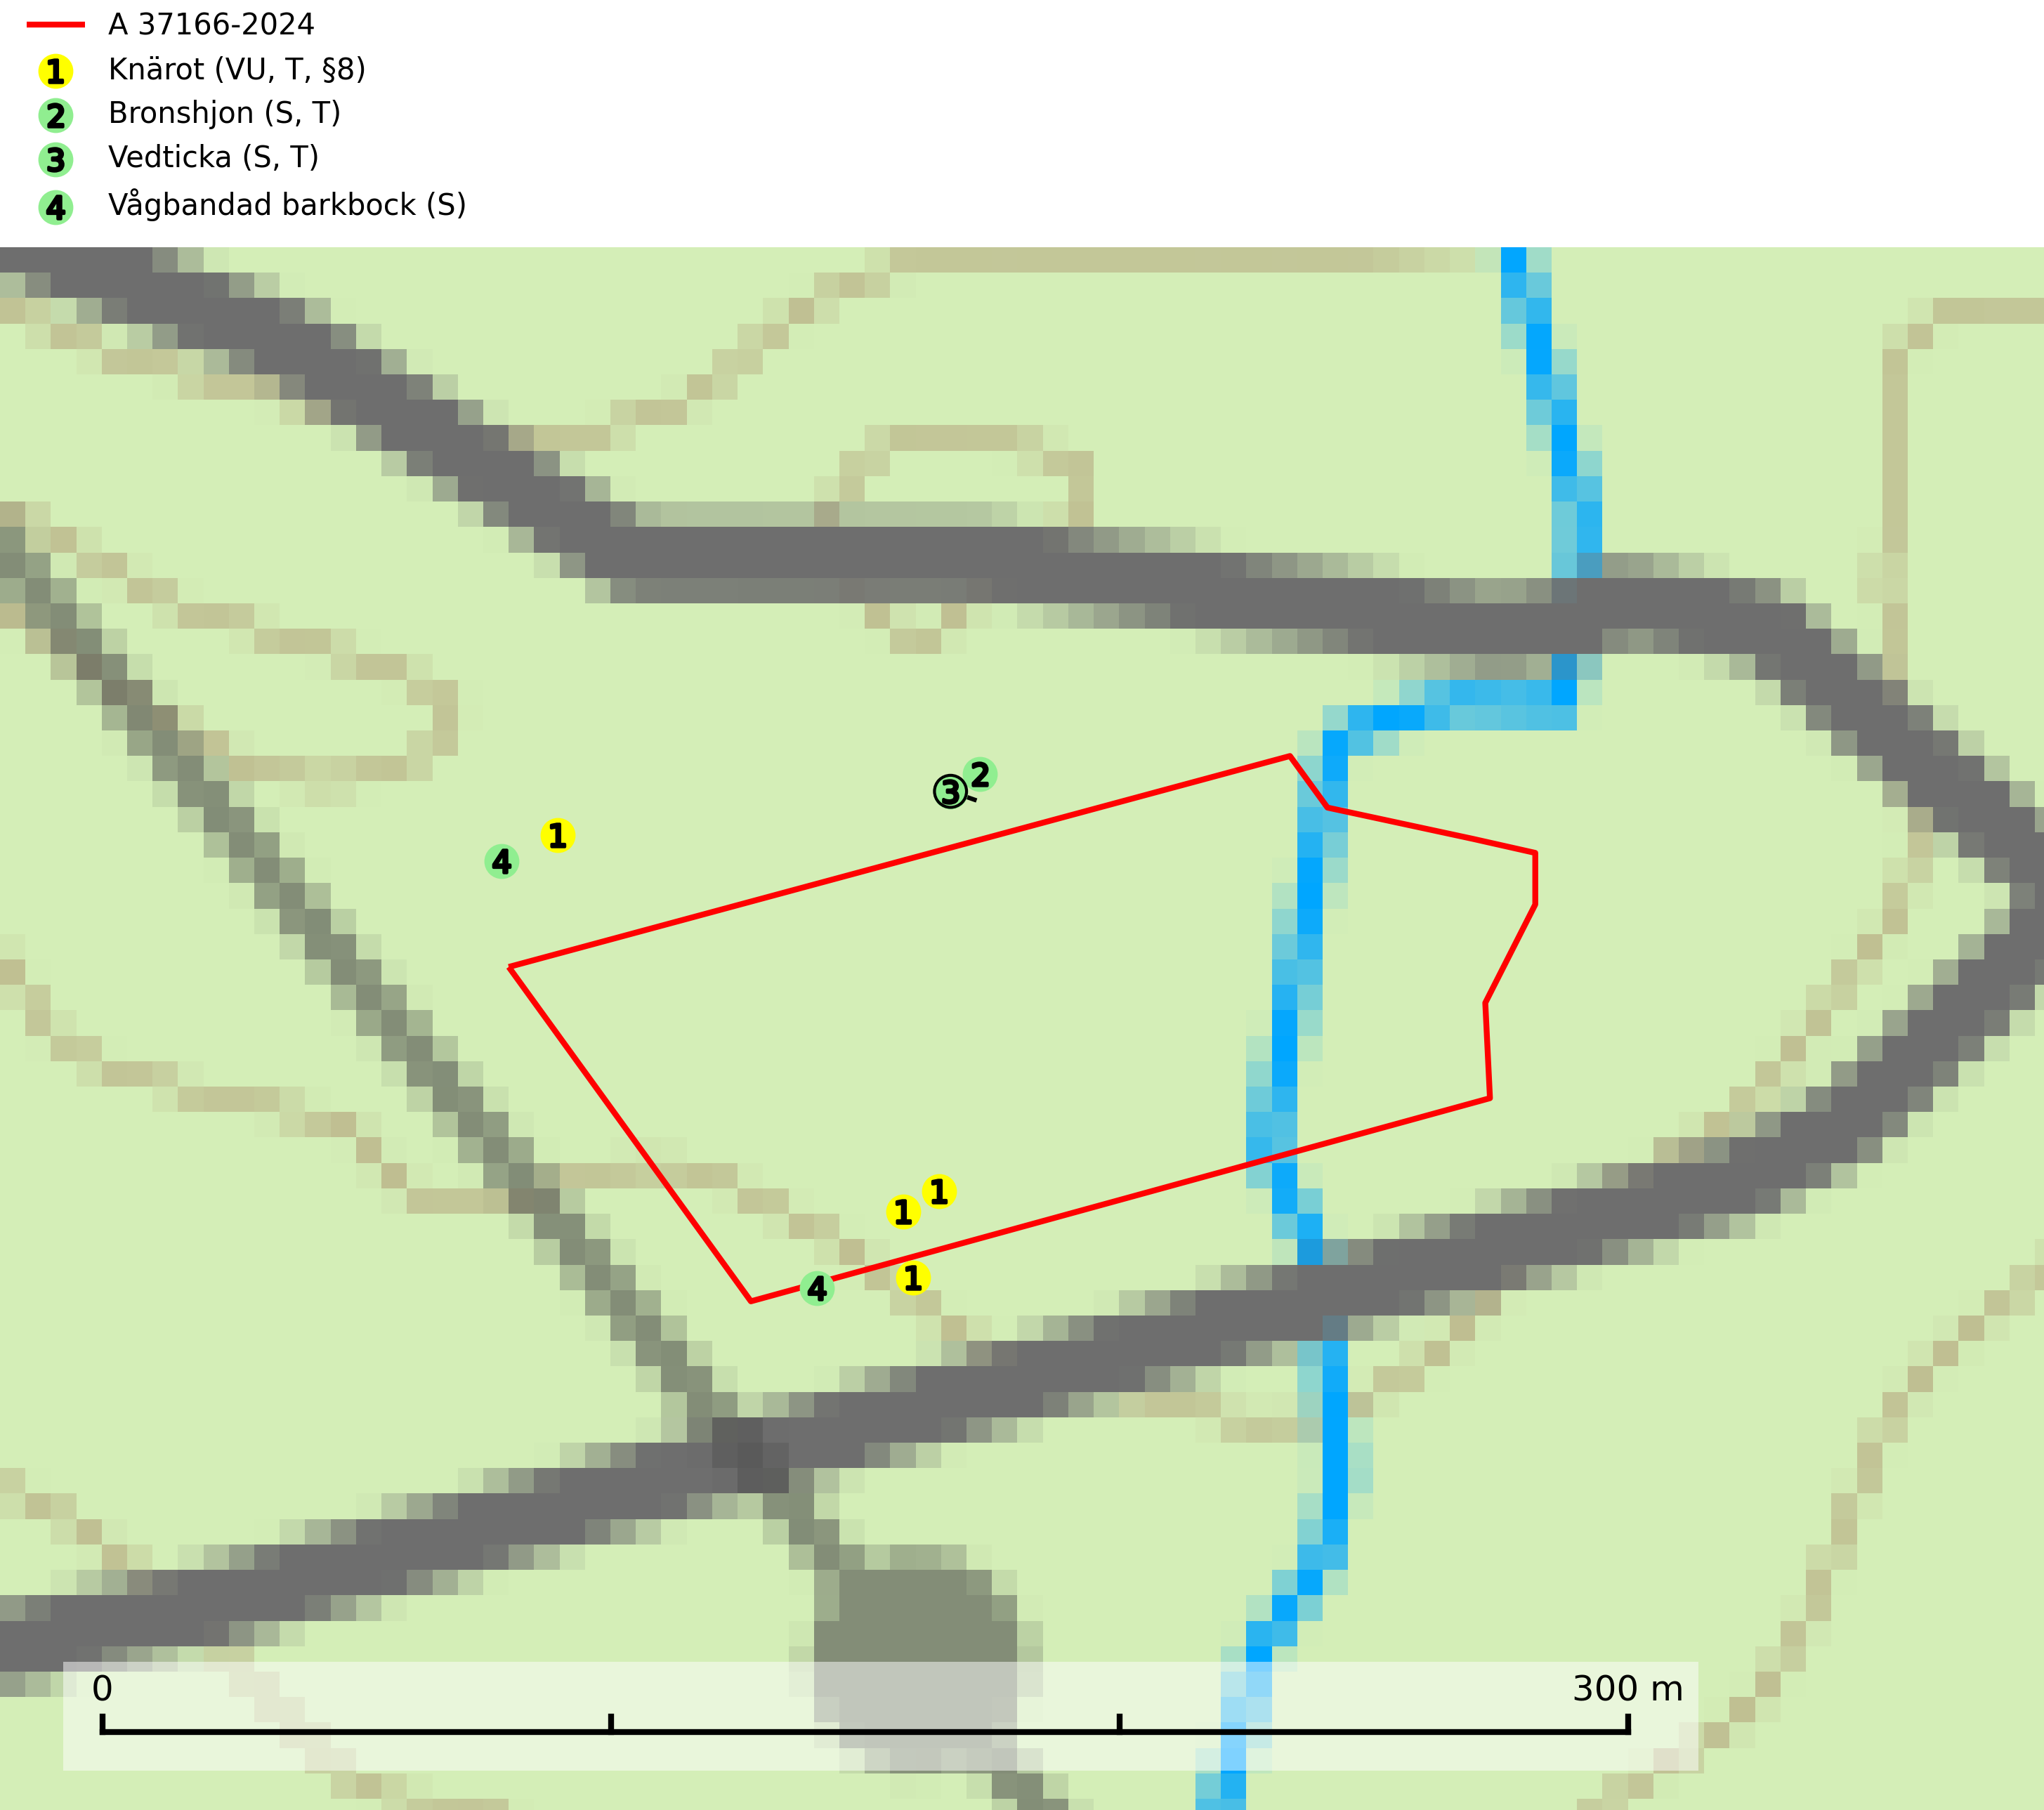 A 37166-2024
1 Knärot (VU, T, §8)
2 Bronshjon (S, T)
3 Vedticka (S, T)
4 Vågbandad barkbock (S)
2
3
1
4
1
1
1
4
0 300 m